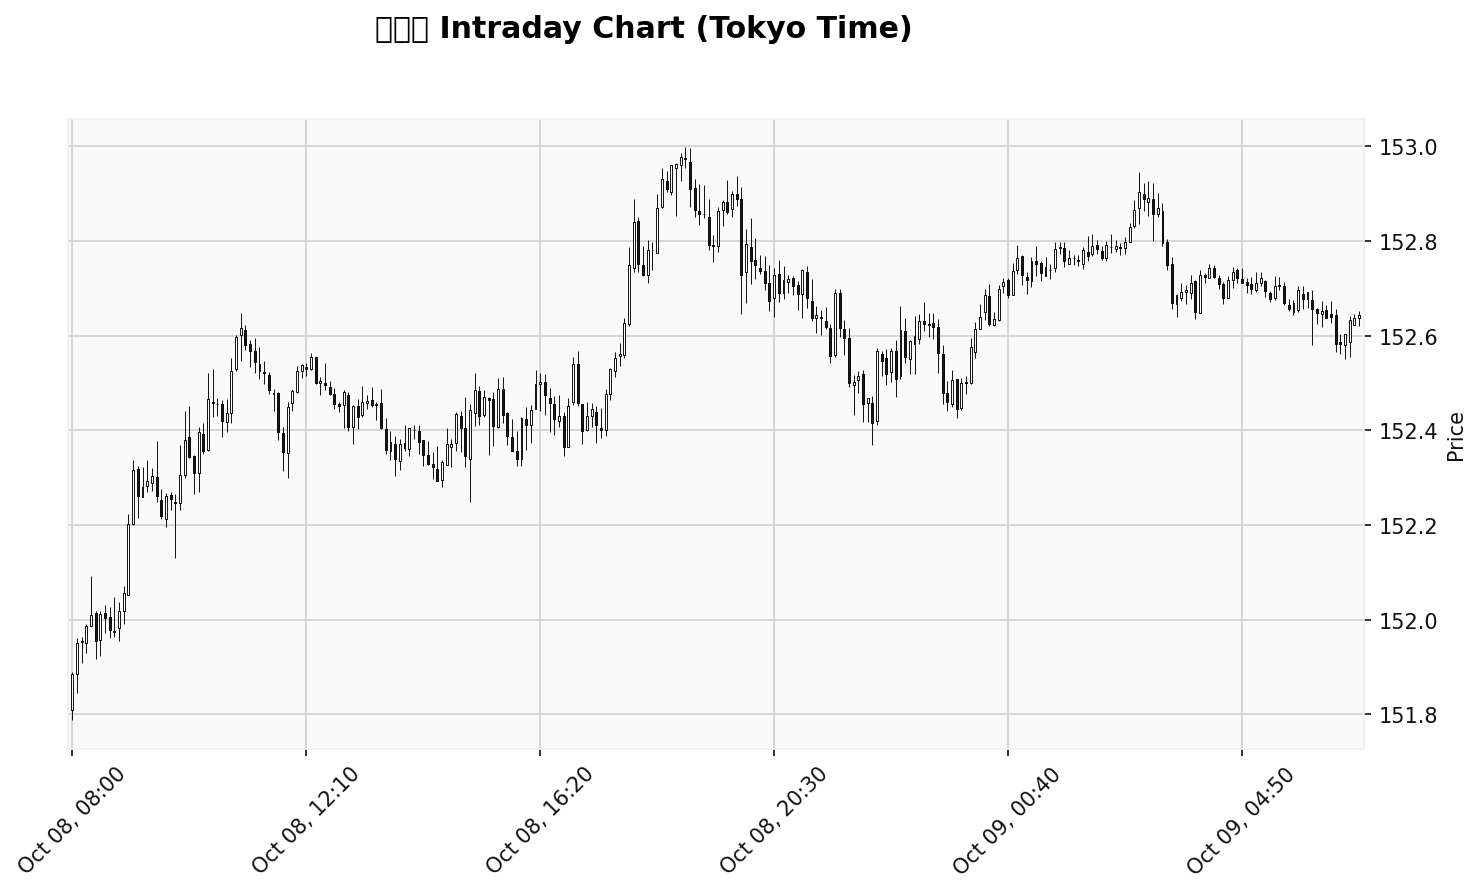 Intraday Chart (Tokyo Time)
153.0
152.8
152.6
152.4
152.2
152.0
151.8
Price
Oct 08, 08:00
Oct 08, 12:10
Oct 08, 16:20
Oct 08, 20:30
Oct 09, 00:40
Oct 09, 04:50